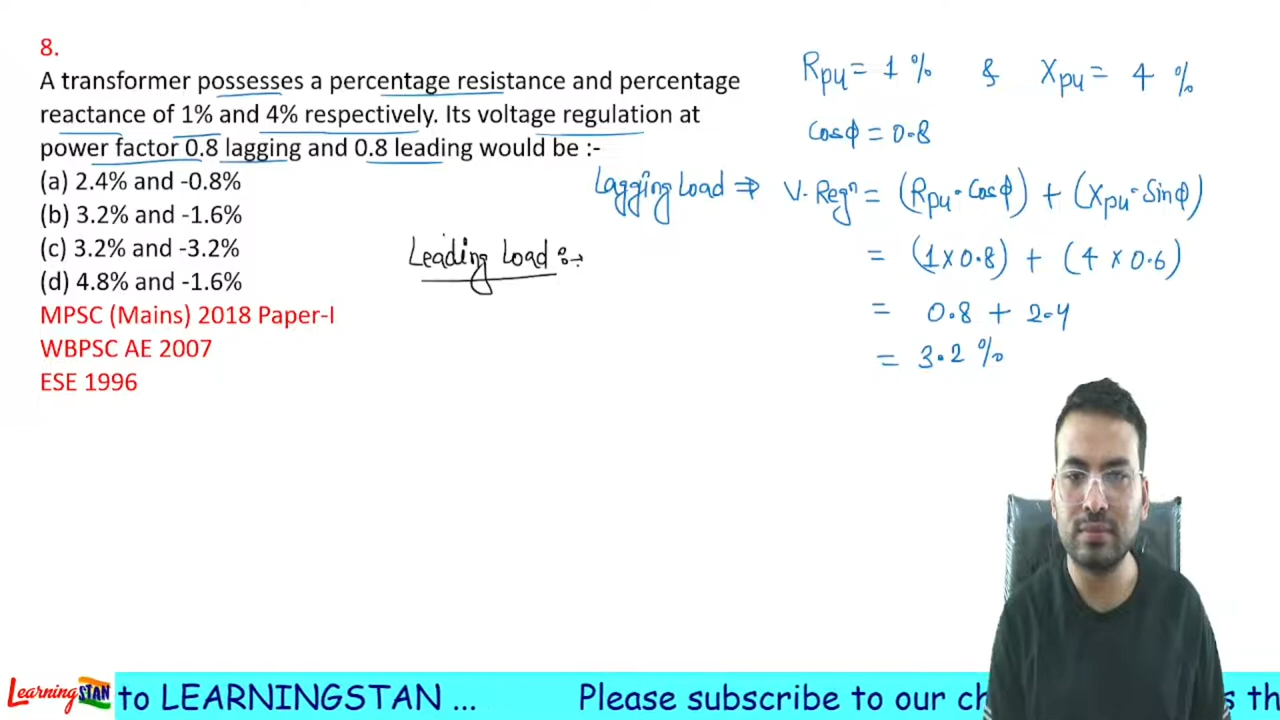 8.
A transformer possesses a percentage resistance and percentage
reactance of 1% and 4% respectively. Its voltage regulation at
power factor 0.8 lagging and 0.8 leading would be :-
(a) 2.4% and -0.8%
(b) 3.2% and -1.6%
(c) 3.2% and -3.2%
(d) 4.8% and -1.6%
MPSC (Mains) 2018 Paper-I
WBPSC AE 2007
ESE 1996
Rpu = 1 % & Xpu = 4 %
cosφ = 0.8
Lagging Load ⇒ V. Regⁿ = (Rpu · Cosφ) + (Xpu · Sinφ)
= (1 × 0.8) + (4 × 0.6)
= 0.8 + 2.4
= 3.2 %
Leading Load :→
LearningSTAN
to LEARNINGSTAN ... Please subscribe to our ch s th